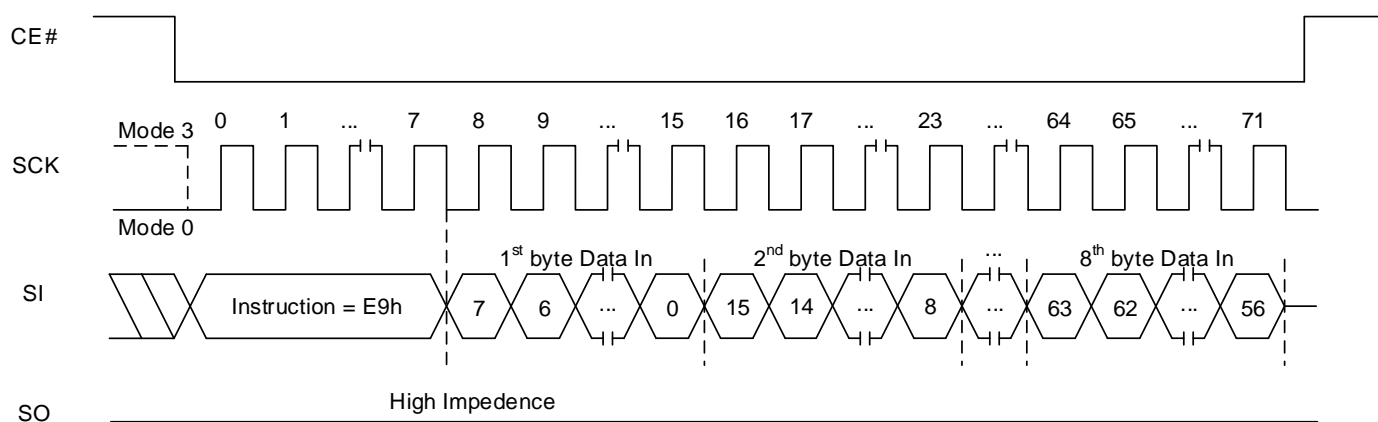 CE#
0 1 ... 7 8 9 ... 15 16 17 ... 23 ... 64 65 ... 71
Mode 3
SCK
Mode 0
1st byte Data In 2nd byte Data In ... 8th byte Data In
SI Instruction = E9h 7 6 ... 0 15 14 ... 8 ... 63 62 ... 56
High Impedence
SO